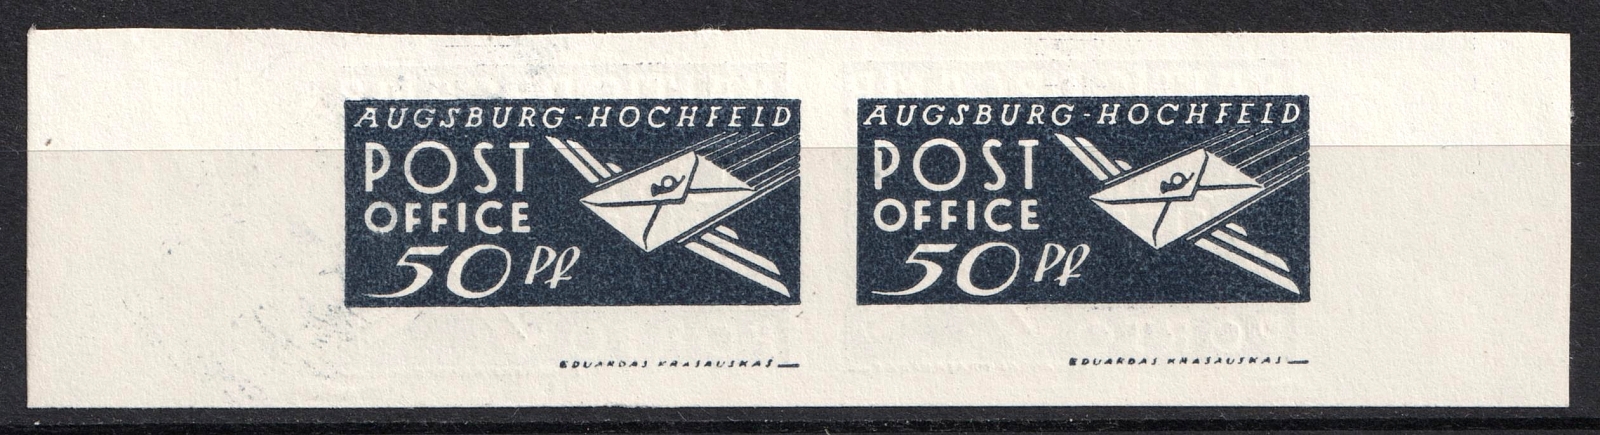 AUGSBURG-HOCHFELD
POST
OFFICE
50 Pf
EDUARDAS KRASAUSKAS
AUGSBURG-HOCHFELD
POST
OFFICE
50 Pf
EDUARDAS KRASAUSKAS